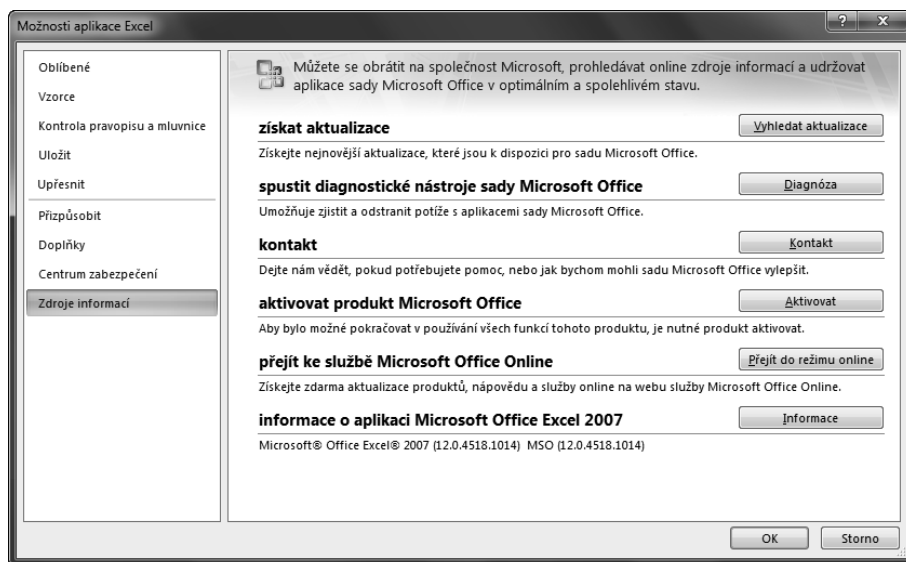 Možnosti aplikace Excel
Oblíbené
Vzorce
Kontrola pravopisu a mluvnice
Uložit
Upřesnit
Přizpůsobit
Doplňky
Centrum zabezpečení
Zdroje informací
Můžete se obrátit na společnost Microsoft, prohledávat online zdroje informací a udržovat
aplikace sady Microsoft Office v optimálním a spolehlivém stavu.
získat aktualizace
Vyhledat aktualizace
Získejte nejnovější aktualizace, které jsou k dispozici pro sadu Microsoft Office.
spustit diagnostické nástroje sady Microsoft Office
Diagnóza
Umožňuje zjistit a odstranit potíže s aplikacemi sady Microsoft Office.
kontakt
Kontakt
Dejte nám vědět, pokud potřebujete pomoc, nebo jak bychom mohli sadu Microsoft Office vylepšit.
aktivovat produkt Microsoft Office
Aktivovat
Aby bylo možné pokračovat v používání všech funkcí tohoto produktu, je nutné produkt aktivovat.
přejít ke službě Microsoft Office Online
Přejít do režimu online
Získejte zdarma aktualizace produktů, nápovědu a služby online na webu služby Microsoft Office Online.
informace o aplikaci Microsoft Office Excel 2007
Informace
Microsoft® Office Excel® 2007 (12.0.4518.1014) MSO (12.0.4518.1014)
OK
Storno